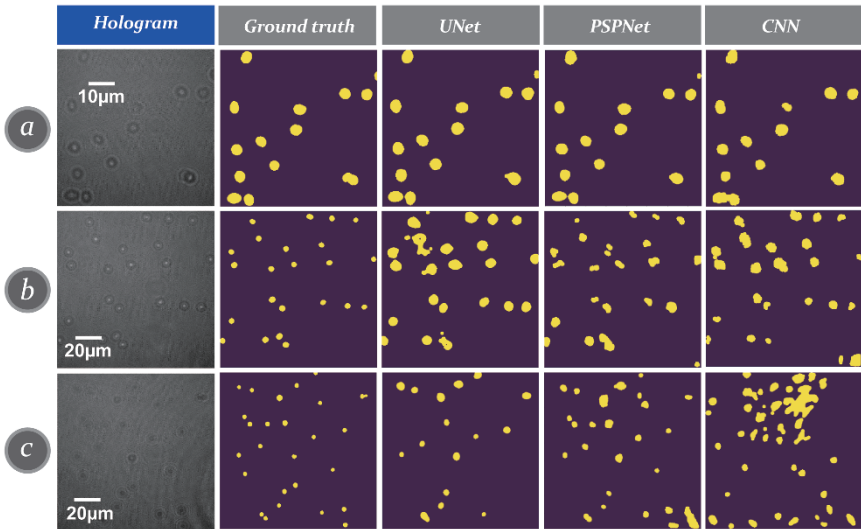 Hologram Ground truth UNet PSPNet CNN
a
10μm
b
20μm
c
20μm